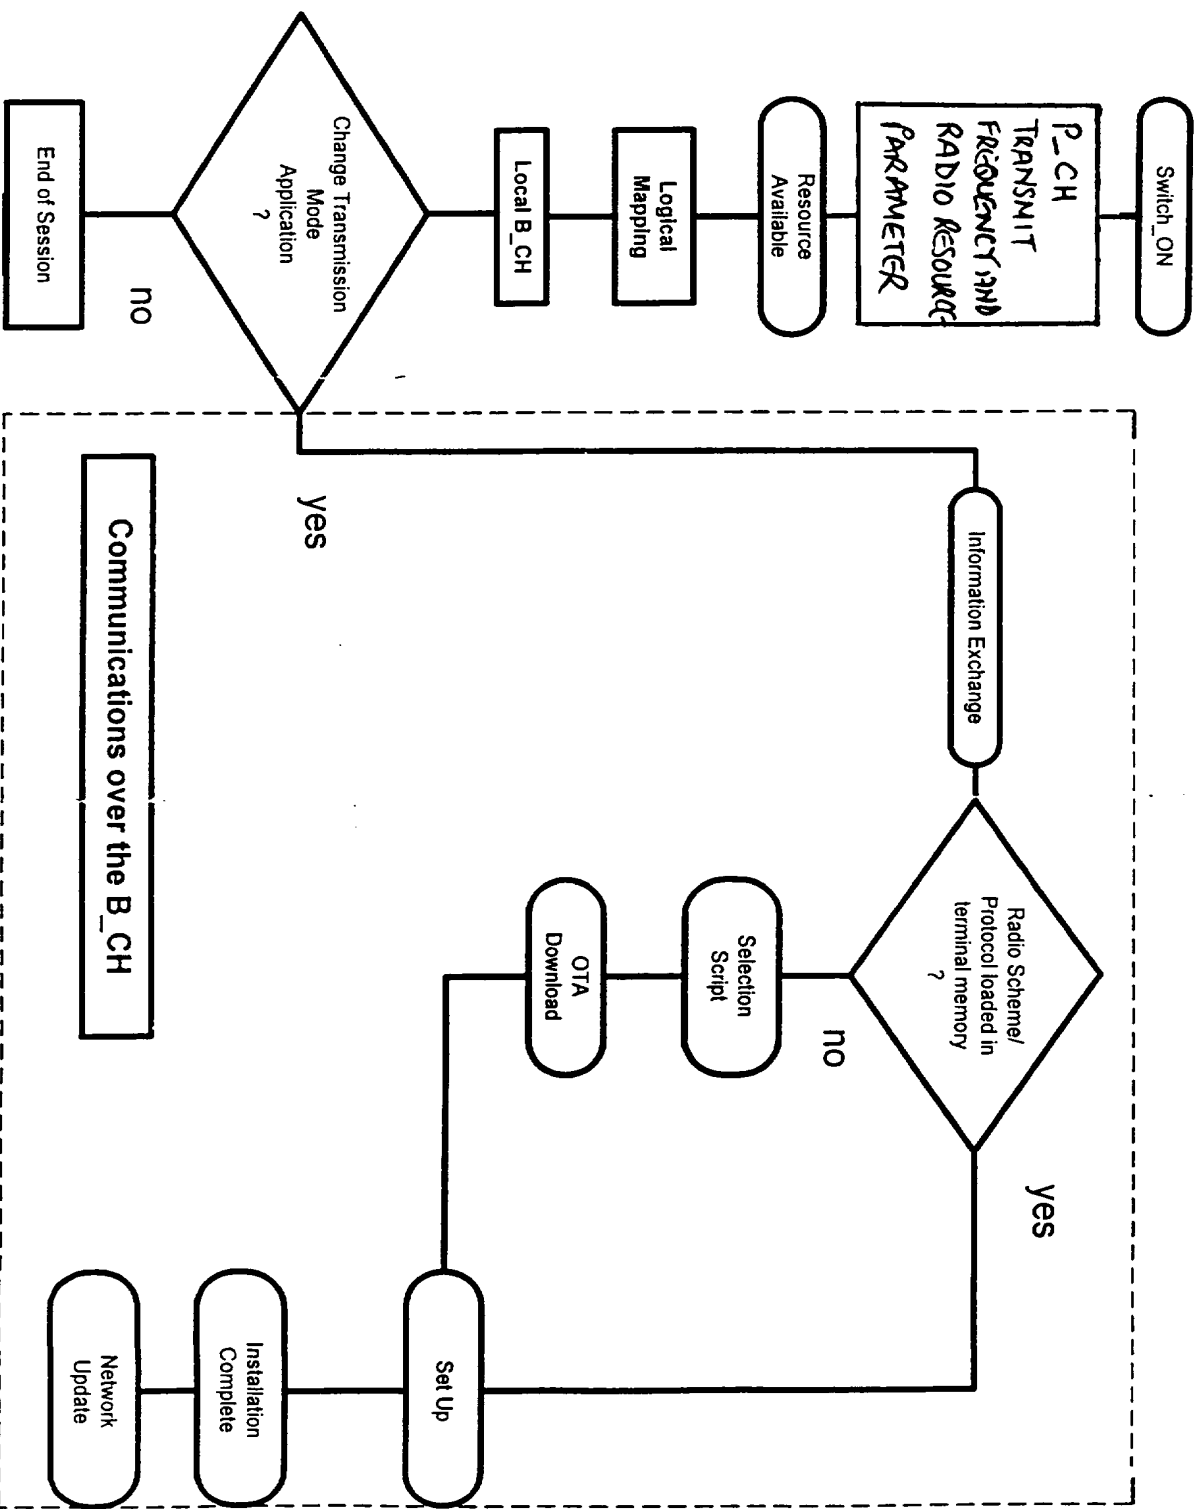 Switch_ON
P_CH
TRANSMIT
FREQUENCY AND
RADIO RESOURCE
PARAMETER
Resource
Available
Logical
Mapping
Local B_CH
Change Transmission
Mode
Application
?
no
End of Session
yes
Information Exchange
Radio Scheme/
Protocol loaded in
terminal memory
?
yes
no
Selection
Script
OTA
Download
Set Up
Installation
Complete
Network
Update
Communications over the B_CH